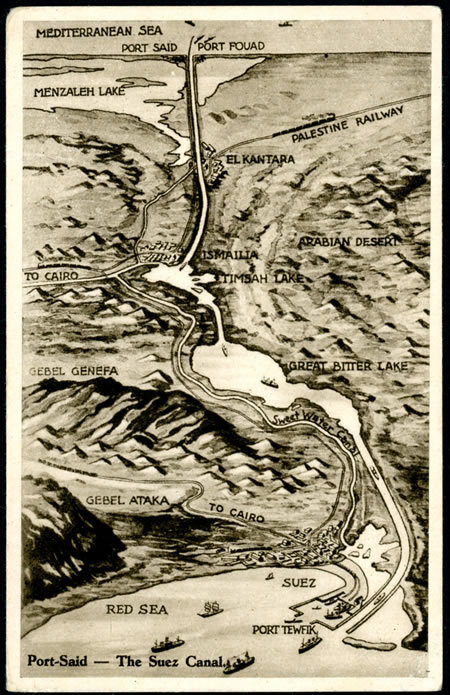 MEDITERRANEAN SEA
PORT SAID
PORT FOUAD
MENZALEH LAKE
PALESTINE RAILWAY
EL KANTARA
ARABIAN DESERT
ISMAILIA
TO CAIRO
TIMSAH LAKE
GREAT BITTER LAKE
GEBEL GENEFA
Sweet Water Canal
GEBEL ATAKA
TO CAIRO
SUEZ
RED SEA
PORT TEWFIK
Port-Said — The Suez Canal.